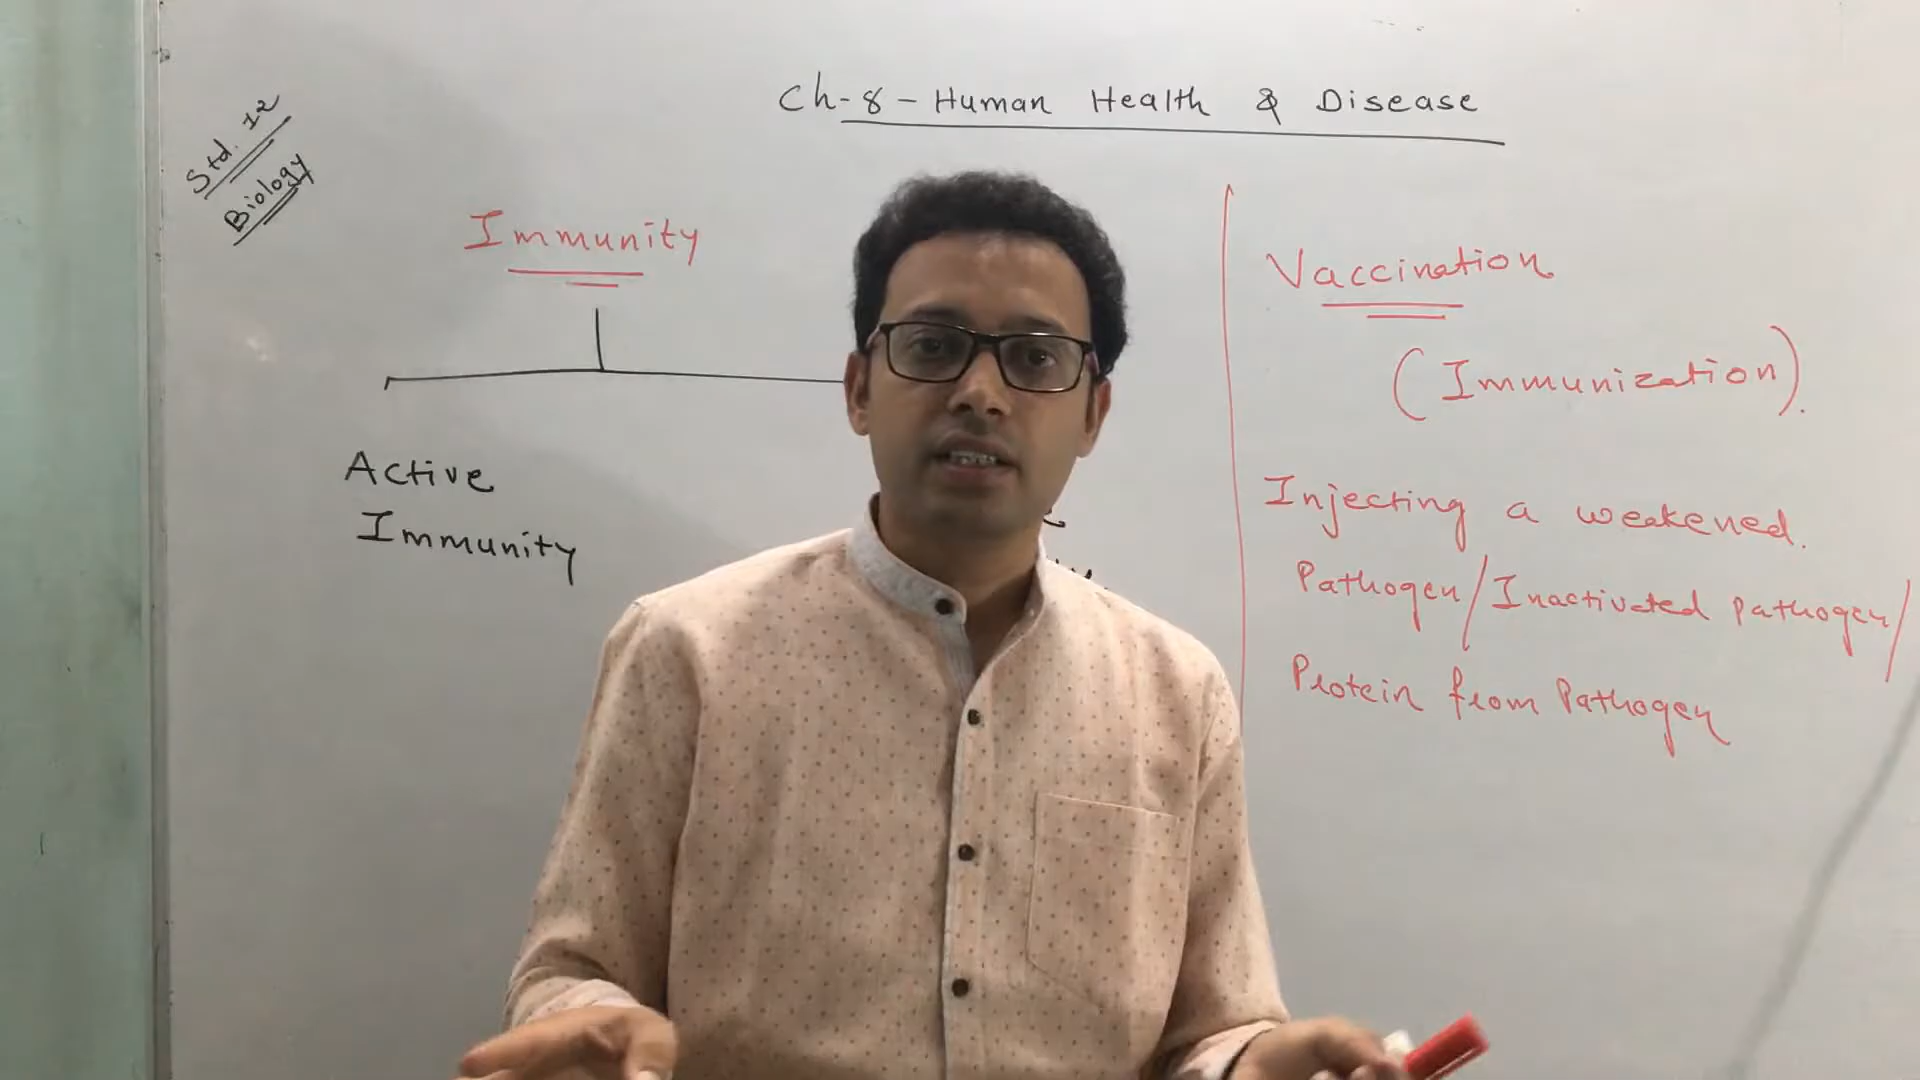 Std. 12
Biology
Ch-8 - Human Health & Disease
Immunity
Active
Immunity
Vaccination
(Immunization).
Injecting a weakened.
Pathogen/Inactivated pathogen/
Protein from Pathogen